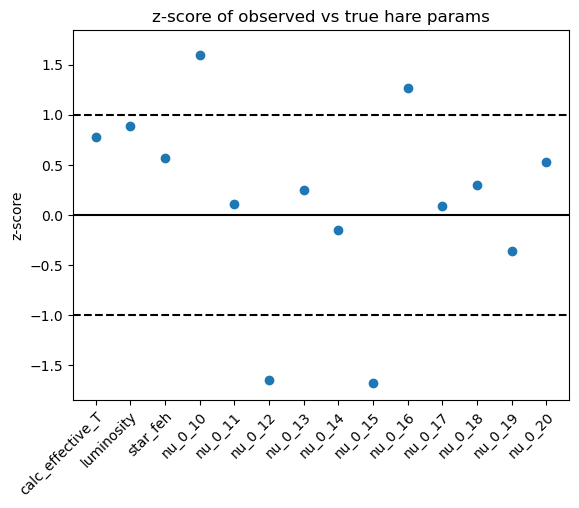 z-score of observed vs true hare params
z-score
1.5
1.0
0.5
0.0
−0.5
−1.0
−1.5
calc_effective_T
luminosity
star_feh
nu_0_10
nu_0_11
nu_0_12
nu_0_13
nu_0_14
nu_0_15
nu_0_16
nu_0_17
nu_0_18
nu_0_19
nu_0_20